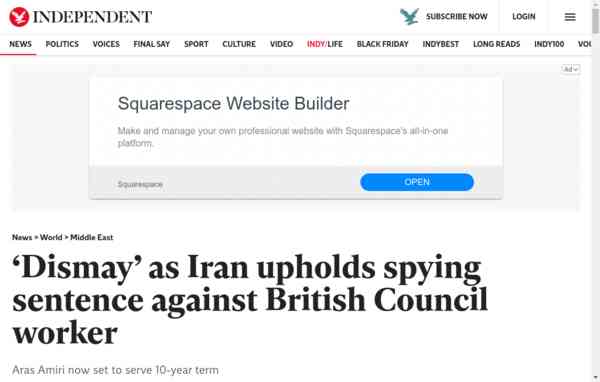 INDEPENDENT
SUBSCRIBE NOW
LOGIN
NEWS POLITICS VOICES FINAL SAY SPORT CULTURE VIDEO INDY/LIFE BLACK FRIDAY INDYBEST LONG READS INDY100 VOU
Ad
Squarespace Website Builder
Make and manage your own professional website with Squarespace's all-in-one
platform.
Squarespace
OPEN
News > World > Middle East
‘Dismay’ as Iran upholds spying
sentence against British Council
worker
Aras Amiri now set to serve 10-year term